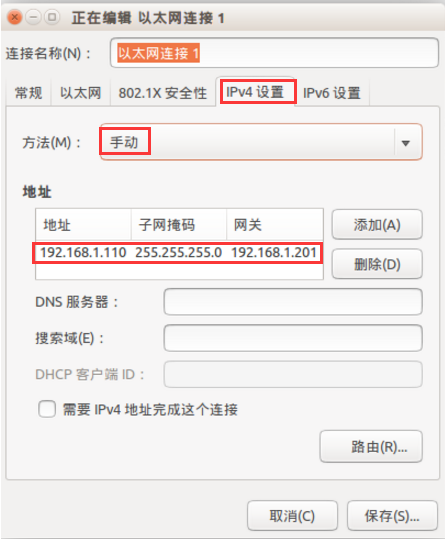 正在编辑 以太网连接 1
连接名称(N)： 以太网连接 1
常规 以太网 802.1X 安全性 IPv4 设置 IPv6 设置
方法(M)： 手动
地址
地址 子网掩码 网关 添加(A)
192.168.1.110 255.255.255.0 192.168.1.201
删除(D)
DNS 服务器：
搜索域(E)：
DHCP 客户端 ID：
需要 IPv4 地址完成这个连接
路由(R)...
取消(C) 保存(S)...